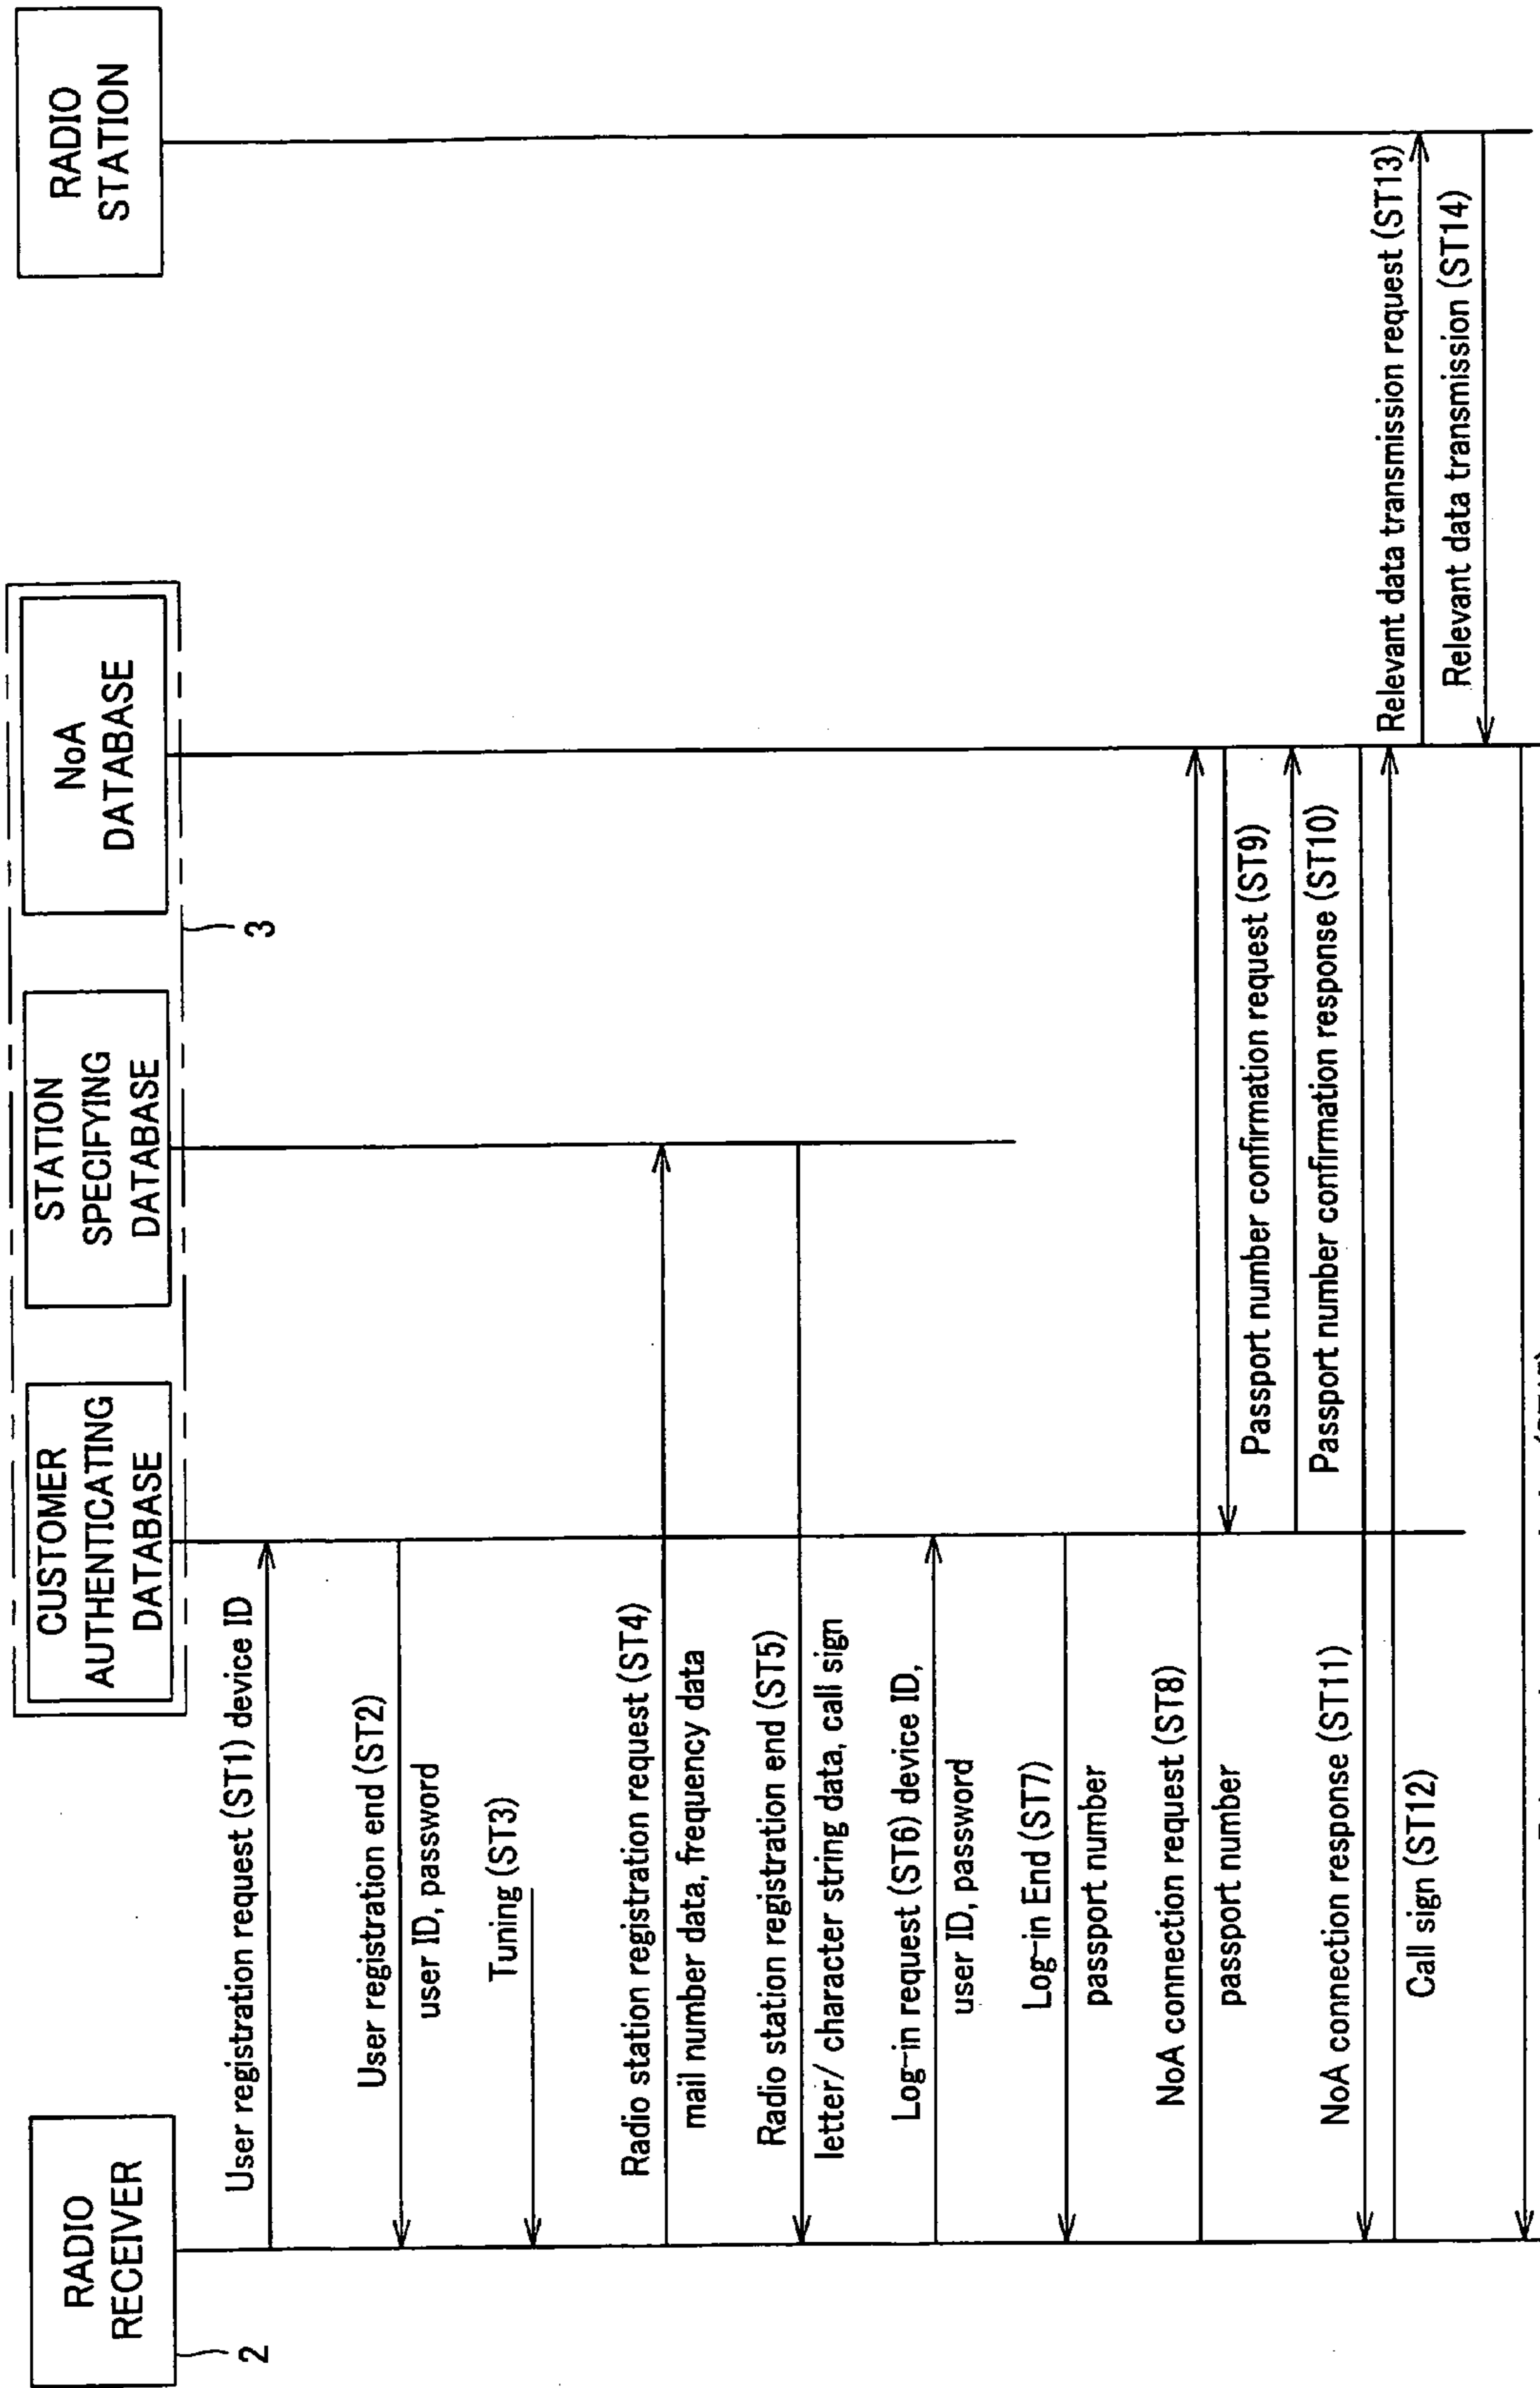 RADIO
RECEIVER
2
CUSTOMER
AUTHENTICATING
DATABASE
STATION
SPECIFYING
DATABASE
NoA
DATABASE
3
RADIO
STATION
User registration request (ST1) device ID
User registration end (ST2)
user ID, password
Tuning (ST3)
Radio station registration request (ST4)
mail number data, frequency data
Radio station registration end (ST5)
letter/ character string data, call sign
Log-in request (ST6) device ID,
user ID, password
Log-in End (ST7)
passport number
NoA connection request (ST8)
passport number
Passport number confirmation request (ST9)
Passport number confirmation response (ST10)
NoA connection response (ST11)
Call sign (ST12)
Relevant data transmission request (ST13)
Relevant data transmission (ST14)